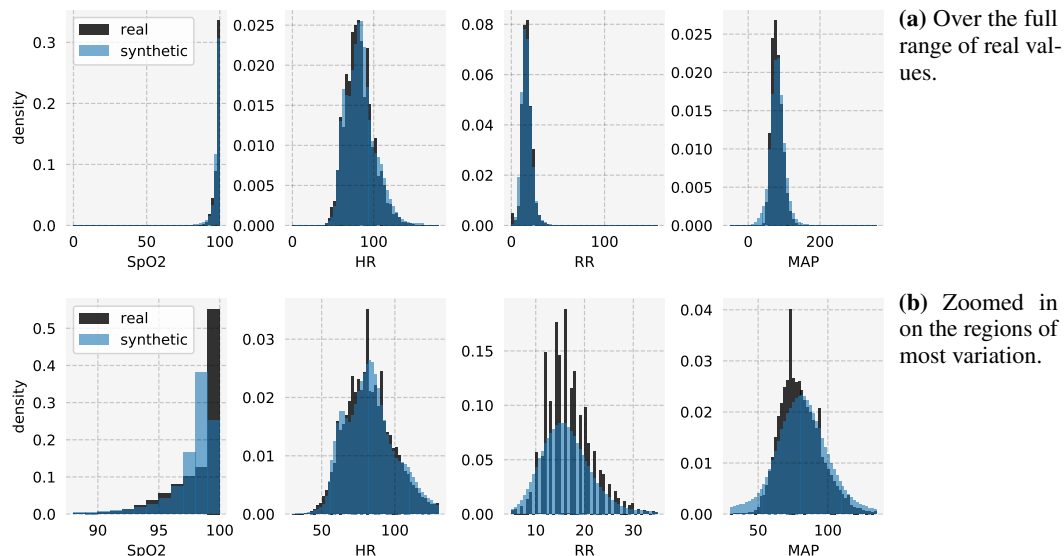 real
synthetic
density
0.3
0.2
0.1
0.0
0 50 100
SpO2
0.025
0.020
0.015
0.010
0.005
0.000
0 100
HR
0.08
0.06
0.04
0.02
0.00
0 100
RR
0.025
0.020
0.015
0.010
0.005
0.000
0 200
MAP
(a) Over the full
range of real val-
ues.
real
synthetic
density
0.5
0.4
0.3
0.2
0.1
0.0
90 95 100
SpO2
0.03
0.02
0.01
0.00
50 100
HR
0.15
0.10
0.05
0.00
10 20 30
RR
0.04
0.03
0.02
0.01
0.00
50 100
MAP
(b) Zoomed in
on the regions of
most variation.